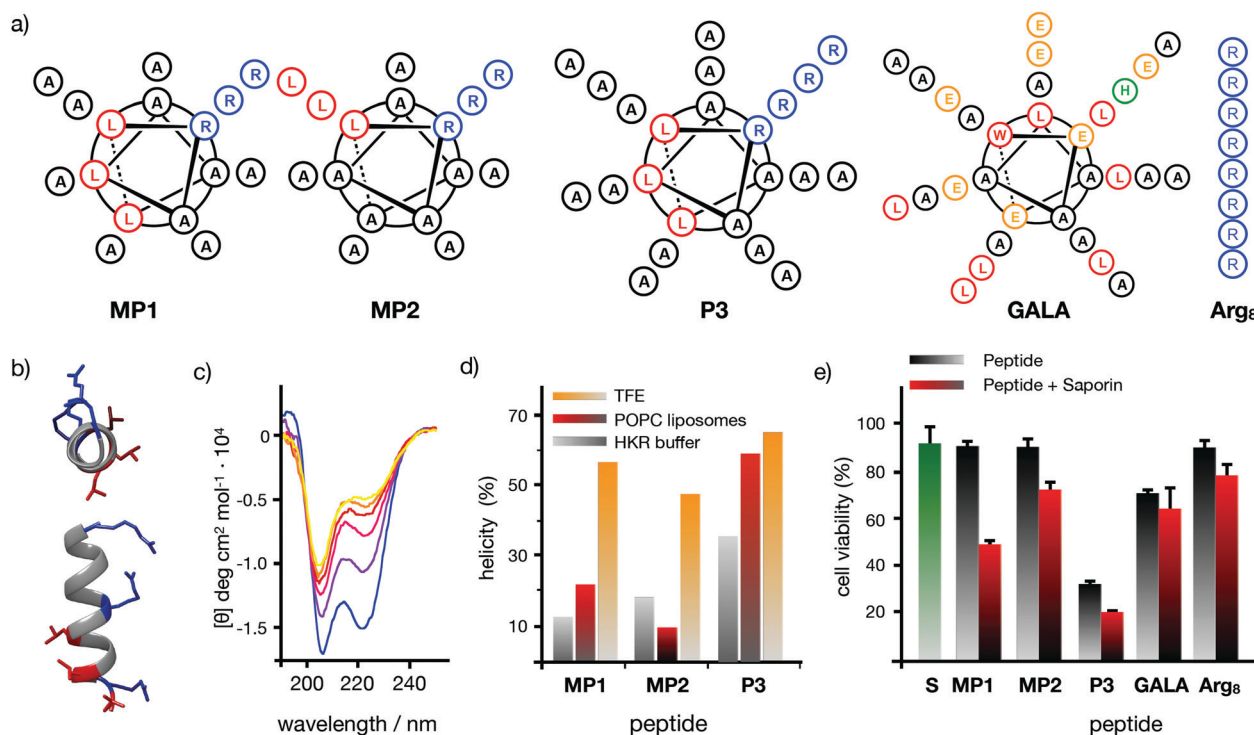 a)
A
R
A R
A A R
L
A L A A A
L A
A A
A
MP1
L A R
L R
A R
L R
A A A A A
A A
A A A
MP2
A R
A R
A R
L A R
A A L A A A
L A
A A
A A
P3
E
A E E A
A A H
E A L
A W L E
L A E A L A A
E A
A A
L L
L A
GALA
R
R
R
R
R
R
R
R
Arg8
b)
c)
0
-0.5
-1.0
-1.5
[θ] deg cm² mol⁻¹ · 10⁴
200 220 240
wavelength / nm
d)
TFE
POPC liposomes
HKR buffer
70
50
30
10
helicity (%)
MP1 MP2 P3
peptide
e)
Peptide
Peptide + Saporin
100
80
60
40
20
cell viability (%)
S MP1 MP2 P3 GALA Arg8
peptide